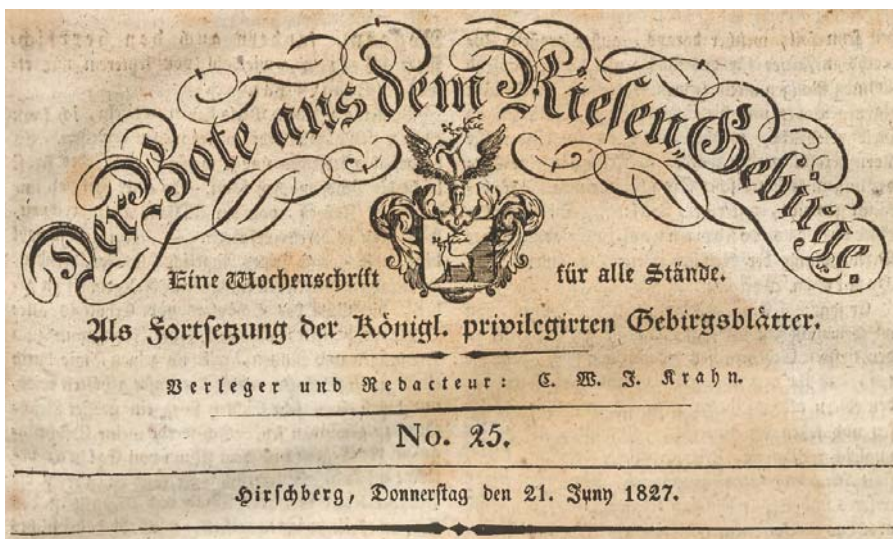 Der Bote aus dem Riesen-Gebirge.
Eine Wochenschrift für alle Stände.
Als Fortsetzung der Königl. privilegirten Gebirgsblätter.
Verleger und Redacteur: C. W. J. Krahn.
No. 25.
Hirschberg, Donnerstag den 21. Juny 1827.